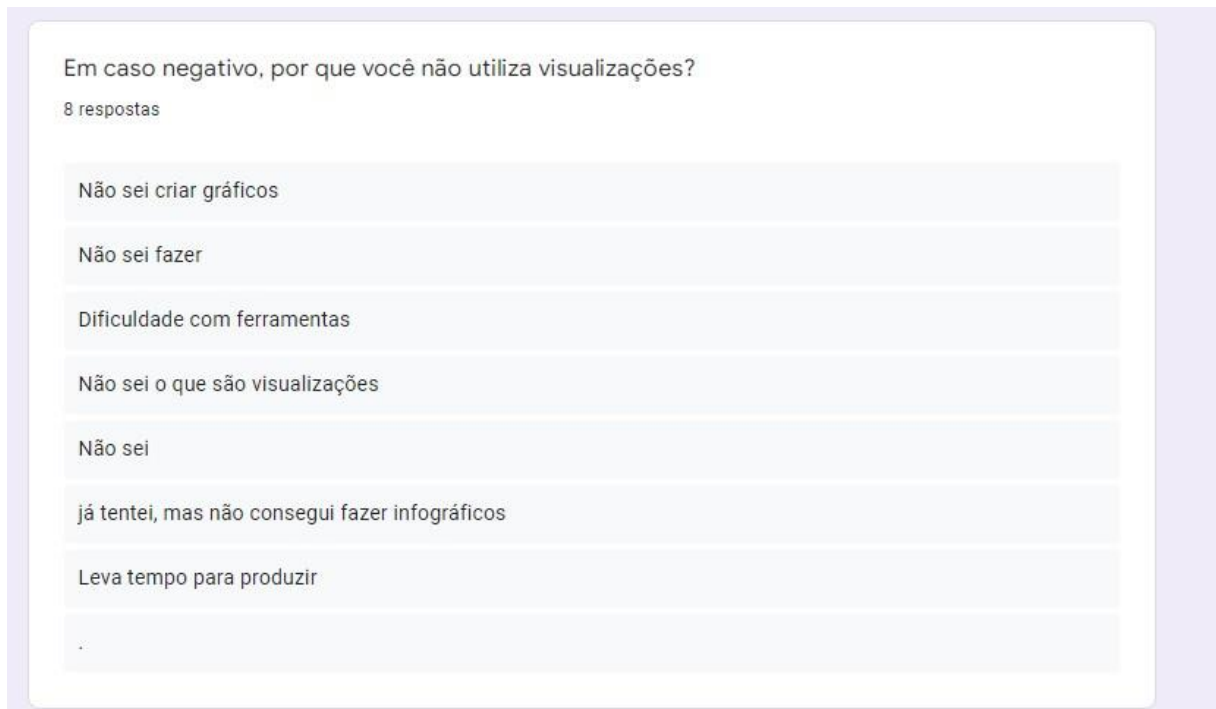 Em caso negativo, por que você não utiliza visualizações?
8 respostas
Não sei criar gráficos
Não sei fazer
Dificuldade com ferramentas
Não sei o que são visualizações
Não sei
já tentei, mas não consegui fazer infográficos
Leva tempo para produzir
.